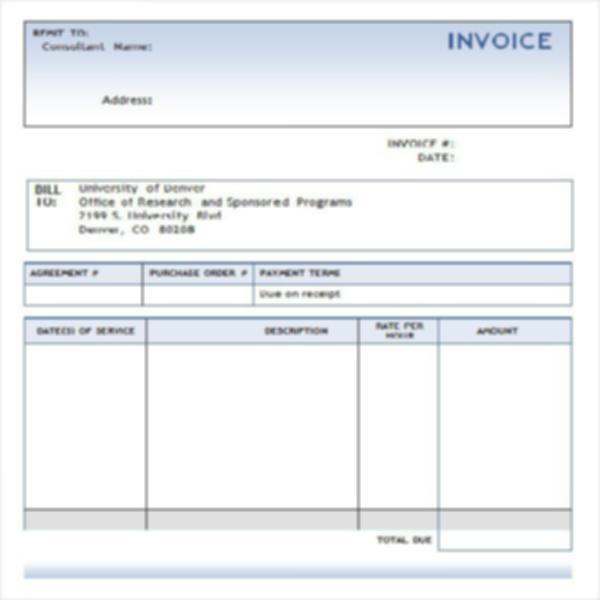 REMIT TO:
INVOICE
Consultant Name:
Address:
INVOICE #:
DATE:
BILL TO:
University of Denver
Office of Research and Sponsored Programs
2199 S. University Blvd
Denver, CO 80208
AGREEMENT # PURCHASE ORDER # PAYMENT TERMS
Due on receipt
DATE(S) OF SERVICE DESCRIPTION RATE PER HOUR AMOUNT
TOTAL DUE